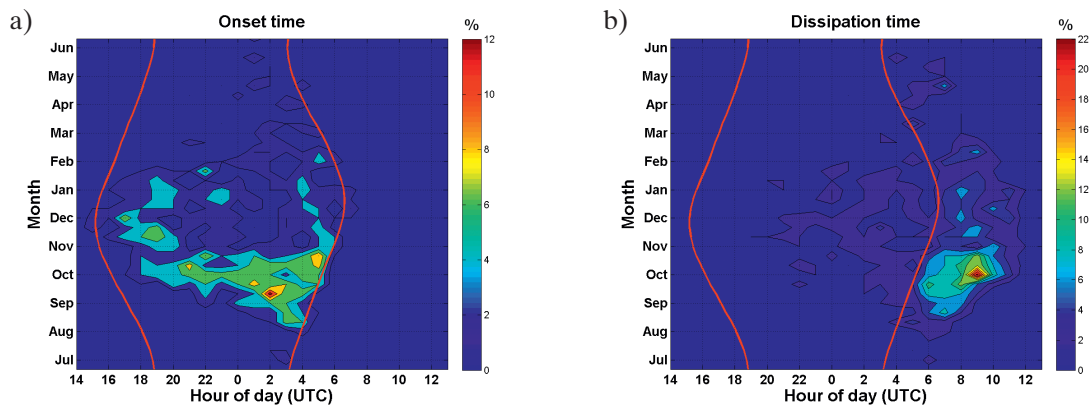 a)
Onset time
%
Month
Jun
May
Apr
Mar
Feb
Jan
Dec
Nov
Oct
Sep
Aug
Jul
14 16 18 20 22 0 2 4 6 8 10 12
Hour of day (UTC)
12
10
8
6
4
2
0
b)
Dissipation time
%
Month
Jun
May
Apr
Mar
Feb
Jan
Dec
Nov
Oct
Sep
Aug
Jul
14 16 18 20 22 0 2 4 6 8 10 12
Hour of day (UTC)
22
20
18
16
14
12
10
8
6
4
2
0